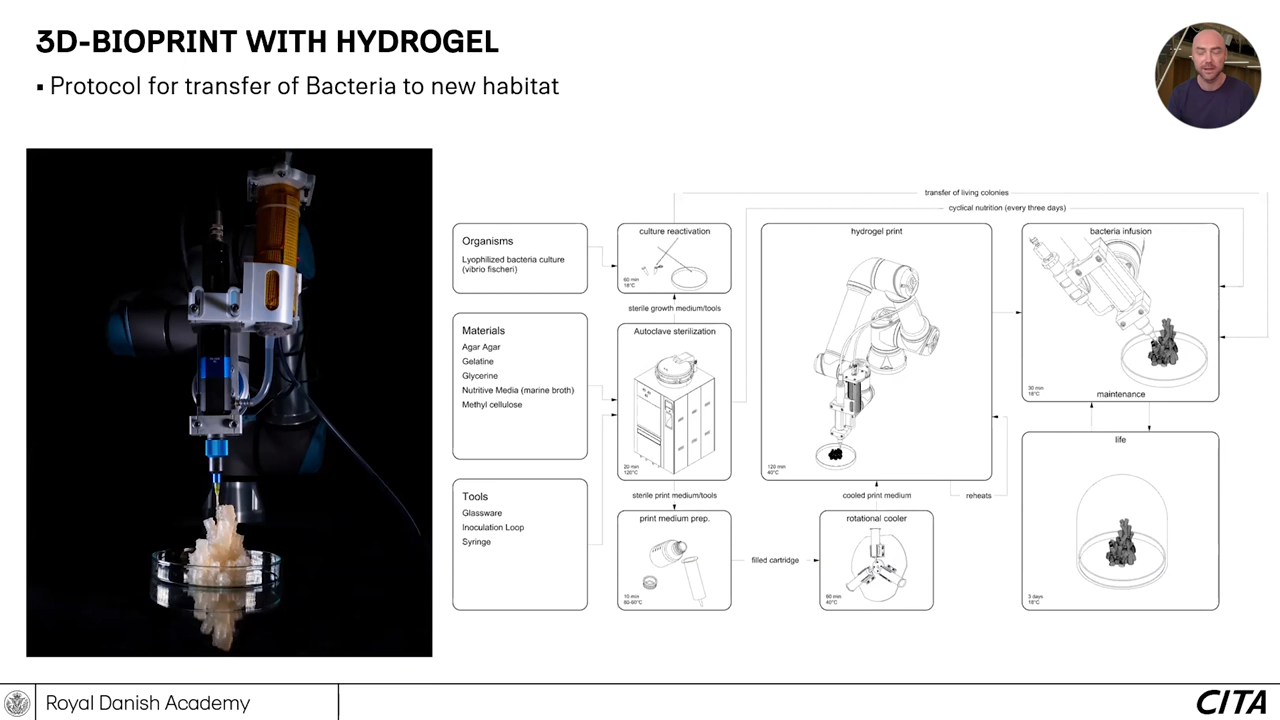 3D-BIOPRINT WITH HYDROGEL
▪ Protocol for transfer of Bacteria to new habitat
transfer of living colonies
cyclical nutrition (every three days)
Organisms
Lyophilized bacteria culture
(vibrio fischeri)
culture reactivation
60 min
18°C
sterile growth medium/tools
Materials
Agar Agar
Gelatine
Glycerine
Nutritive Media (marine broth)
Methyl cellulose
Autoclave sterilization
20 min
120°C
sterile print medium/tools
Tools
Glassware
Inoculation Loop
Syringe
print medium prep.
10 min
60-90°C
filled cartridge
hydrogel print
120 min
40°C
cooled print medium
reheats
rotational cooler
60 min
40°C
bacteria infusion
30 min
18°C
maintenance
life
3 days
18°C
Royal Danish Academy
CITA